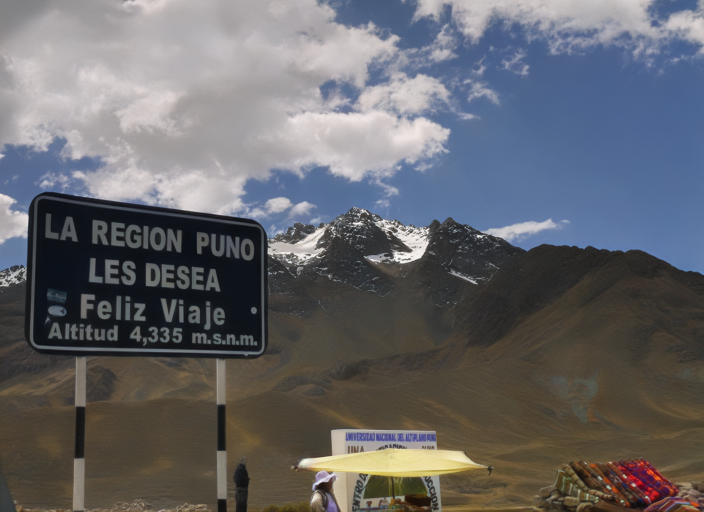 LA REGION PUNO
LES DESEA
Feliz Viaje
Altitud 4,335 m.s.n.m.
UNIVERSIDAD NACIONAL DEL ALTIPLANO PUNO